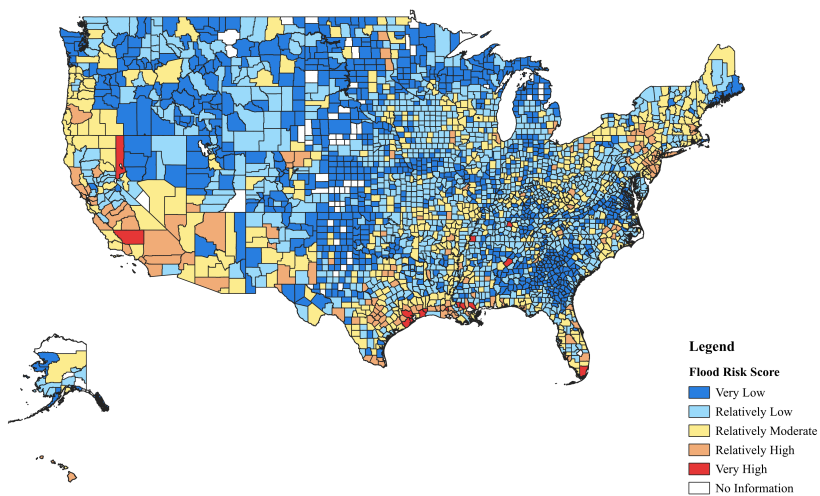 Legend
Flood Risk Score
Very Low
Relatively Low
Relatively Moderate
Relatively High
Very High
No Information